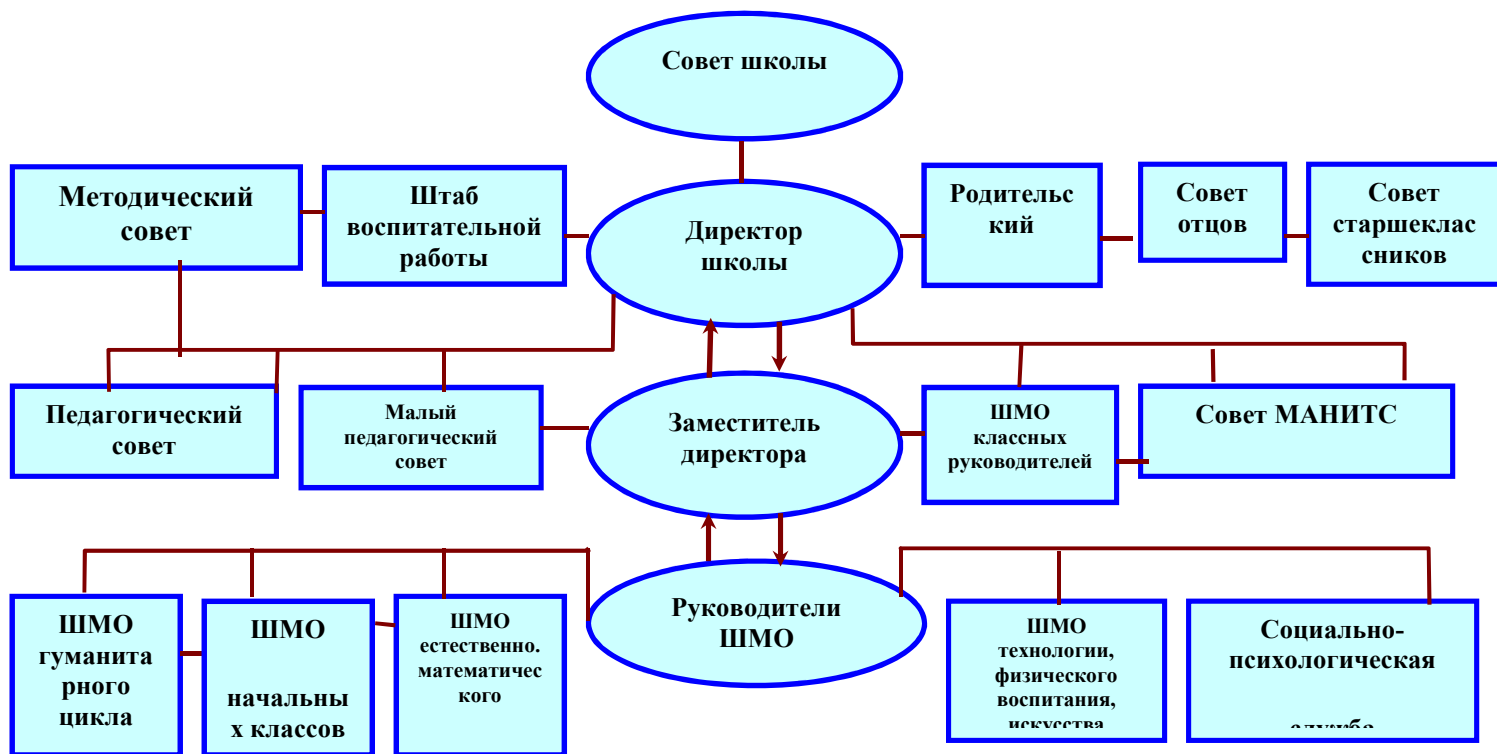 Совет школы
Методический
совет
Штаб
воспитательной
работы
Директор
школы
Родительс
кий
Совет
отцов
Совет
старшеклас
сников
Педагогический
совет
Малый
педагогический
совет
Заместитель
директора
ШМО
классных
руководителей
Совет МАНИТС
ШМО
гуманита
рного
цикла
ШМО
начальны
х классов
ШМО
естественно.
математичес
кого
Руководители
ШМО
ШМО
технологии,
физического
воспитания,
искусства
Социально-
психологическая
служба